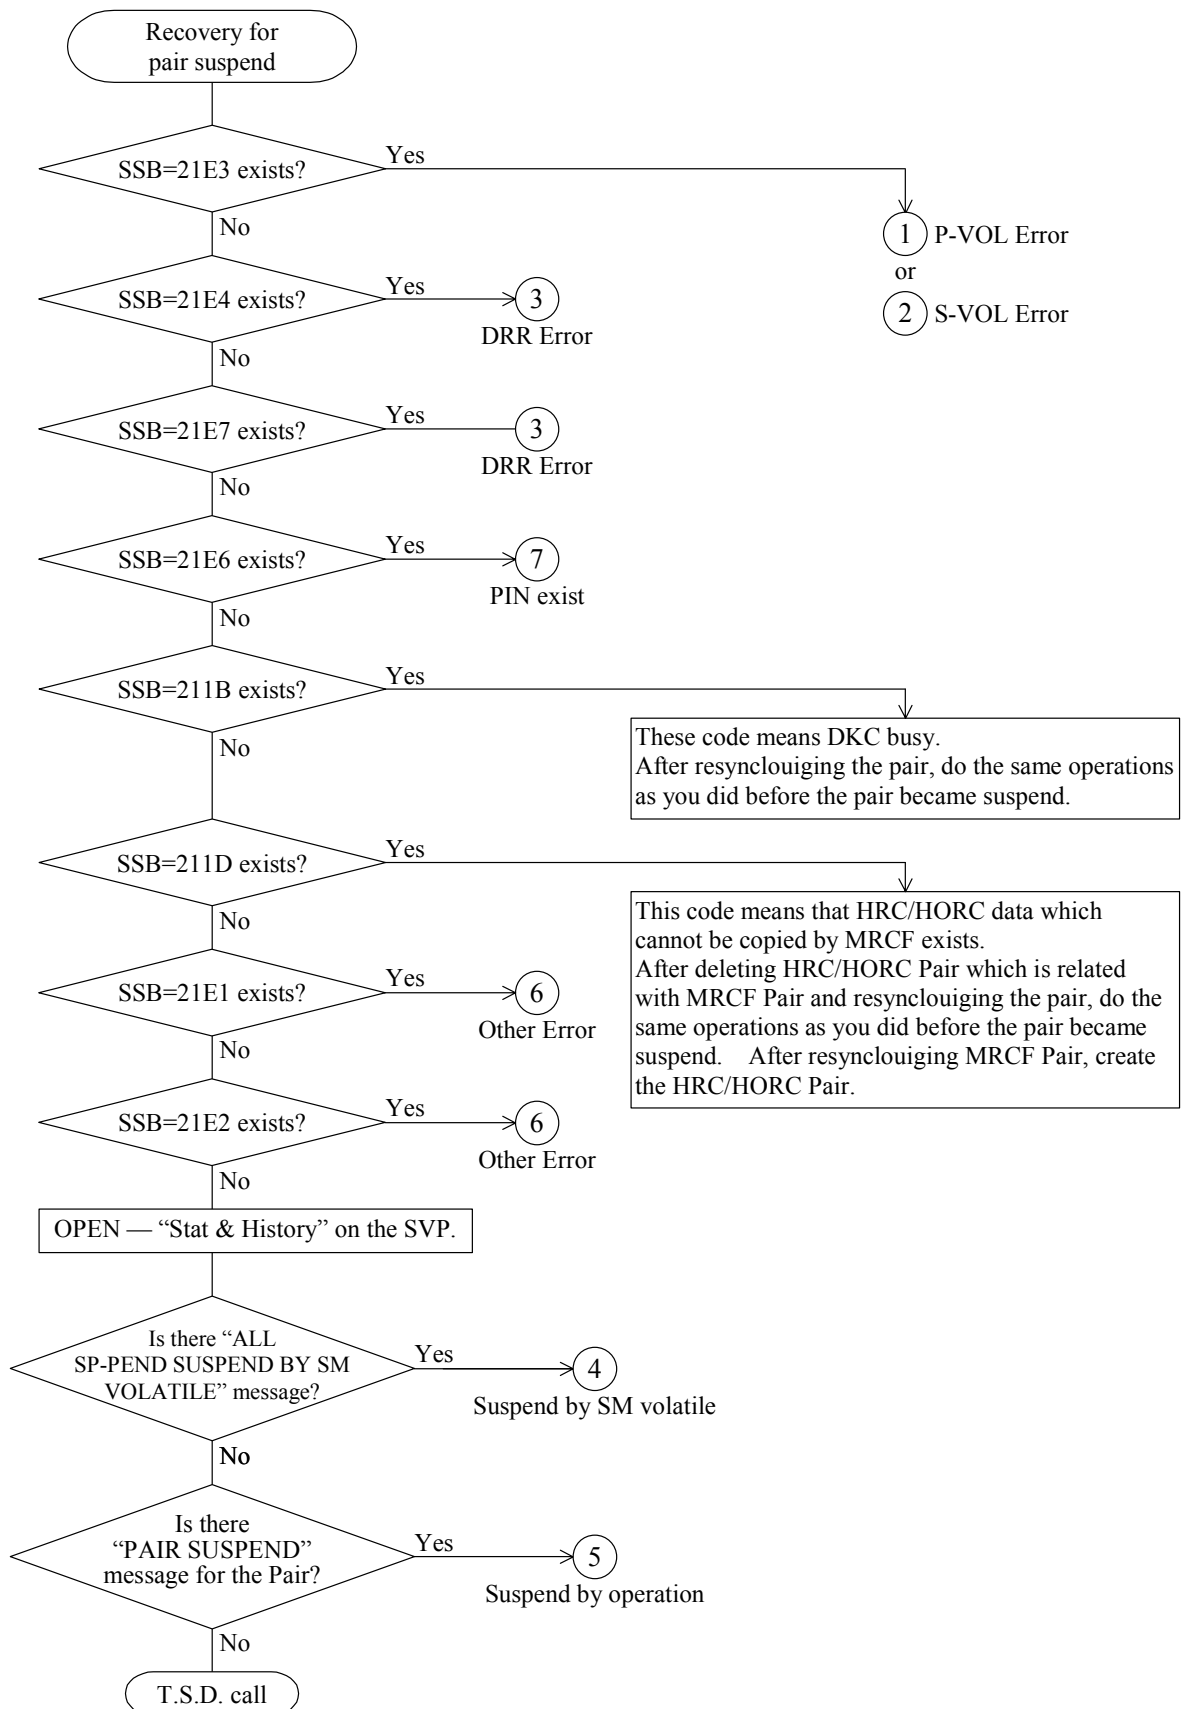 Recovery for
pair suspend
SSB=21E3 exists?
Yes
No
1 P-VOL Error
or
2 S-VOL Error
SSB=21E4 exists?
Yes
3
DRR Error
No
SSB=21E7 exists?
Yes
3
DRR Error
No
SSB=21E6 exists?
Yes
7
PIN exist
No
SSB=211B exists?
Yes
No
These code means DKC busy.
After resynclouiging the pair, do the same operations
as you did before the pair became suspend.
SSB=211D exists?
Yes
No
This code means that HRC/HORC data which
cannot be copied by MRCF exists.
After deleting HRC/HORC Pair which is related
with MRCF Pair and resynclouiging the pair, do the
same operations as you did before the pair became
suspend. After resynclouiging MRCF Pair, create
the HRC/HORC Pair.
SSB=21E1 exists?
Yes
6
Other Error
No
SSB=21E2 exists?
Yes
6
Other Error
No
OPEN — “Stat & History” on the SVP.
Is there “ALL
SP-PEND SUSPEND BY SM
VOLATILE” message?
Yes
4
Suspend by SM volatile
No
Is there
“PAIR SUSPEND”
message for the Pair?
Yes
5
Suspend by operation
No
T.S.D. call